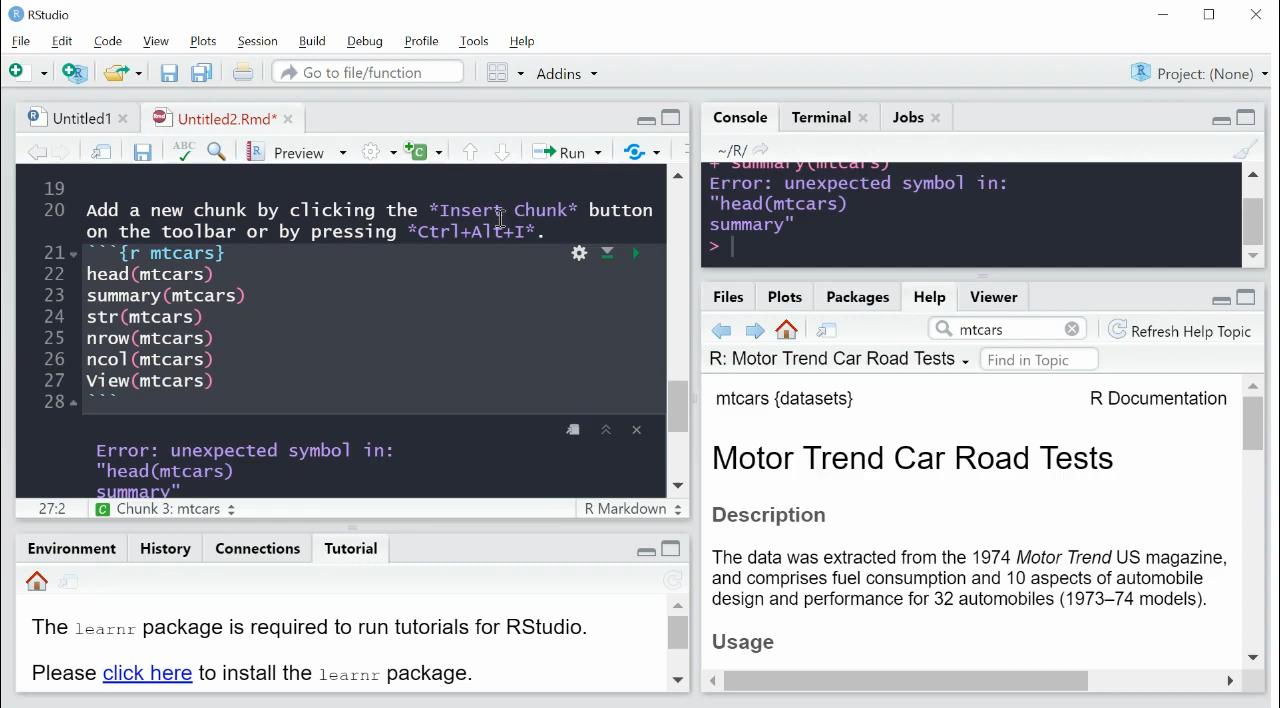 RStudio
File Edit Code View Plots Session Build Debug Profile Tools Help
Go to file/function Addins Project: (None)
Untitled1 Untitled2.Rmd*
ABC Preview Run
19
20 Add a new chunk by clicking the *Insert Chunk* button
on the toolbar or by pressing *Ctrl+Alt+I*.
21 ```{r mtcars}
22 head(mtcars)
23 summary(mtcars)
24 str(mtcars)
25 nrow(mtcars)
26 ncol(mtcars)
27 View(mtcars)
28 ```
Error: unexpected symbol in:
"head(mtcars)
summary"
27:2 Chunk 3: mtcars R Markdown
Environment History Connections Tutorial
The learnr package is required to run tutorials for RStudio.
Please click here to install the learnr package.
Console Terminal Jobs
~/R/
+ summary(mtcars)
Error: unexpected symbol in:
"head(mtcars)
summary"
>
Files Plots Packages Help Viewer
mtcars Refresh Help Topic
R: Motor Trend Car Road Tests Find in Topic
mtcars {datasets} R Documentation
Motor Trend Car Road Tests
Description
The data was extracted from the 1974 Motor Trend US magazine,
and comprises fuel consumption and 10 aspects of automobile
design and performance for 32 automobiles (1973–74 models).
Usage